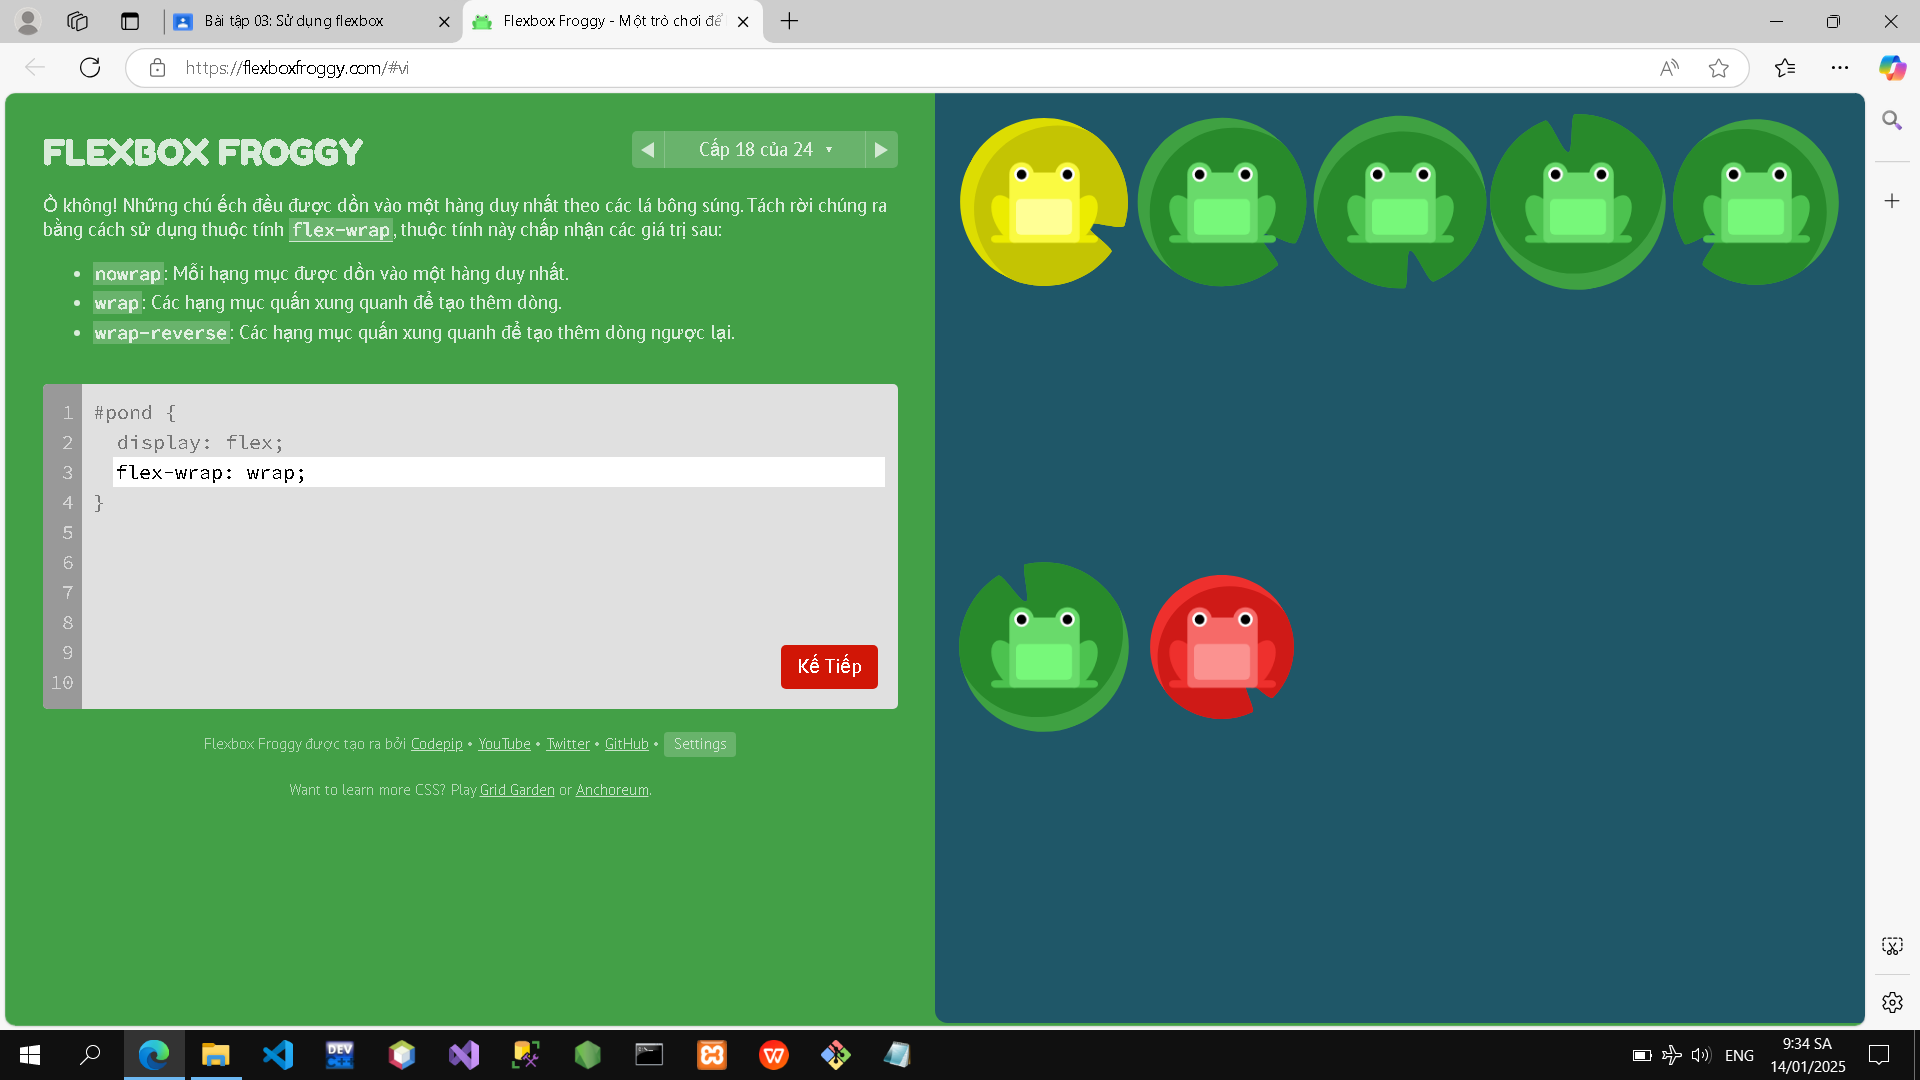 Bài tập 03: Sử dụng flexbox
Flexbox Froggy - Một trò chơi để
https://flexboxfroggy.com/#vi
FLEXBOX FROGGY
Cấp 18 của 24
Ồ không! Những chú ếch đều được dồn vào một hàng duy nhất theo các lá bông súng. Tách rời chúng ra
bằng cách sử dụng thuộc tính flex-wrap, thuộc tính này chấp nhận các giá trị sau:
nowrap: Mỗi hạng mục được dồn vào một hàng duy nhất.
wrap: Các hạng mục quấn xung quanh để tạo thêm dòng.
wrap-reverse: Các hạng mục quấn xung quanh để tạo thêm dòng ngược lại.
1 #pond {
2 display: flex;
3 flex-wrap: wrap;
4 }
5
6
7
8
9
10
Kế Tiếp
Flexbox Froggy được tạo ra bởi Codepip • YouTube • Twitter • GitHub • Settings
Want to learn more CSS? Play Grid Garden or Anchoreum.
DEV
C++
W
ENG
9:34 SA
14/01/2025